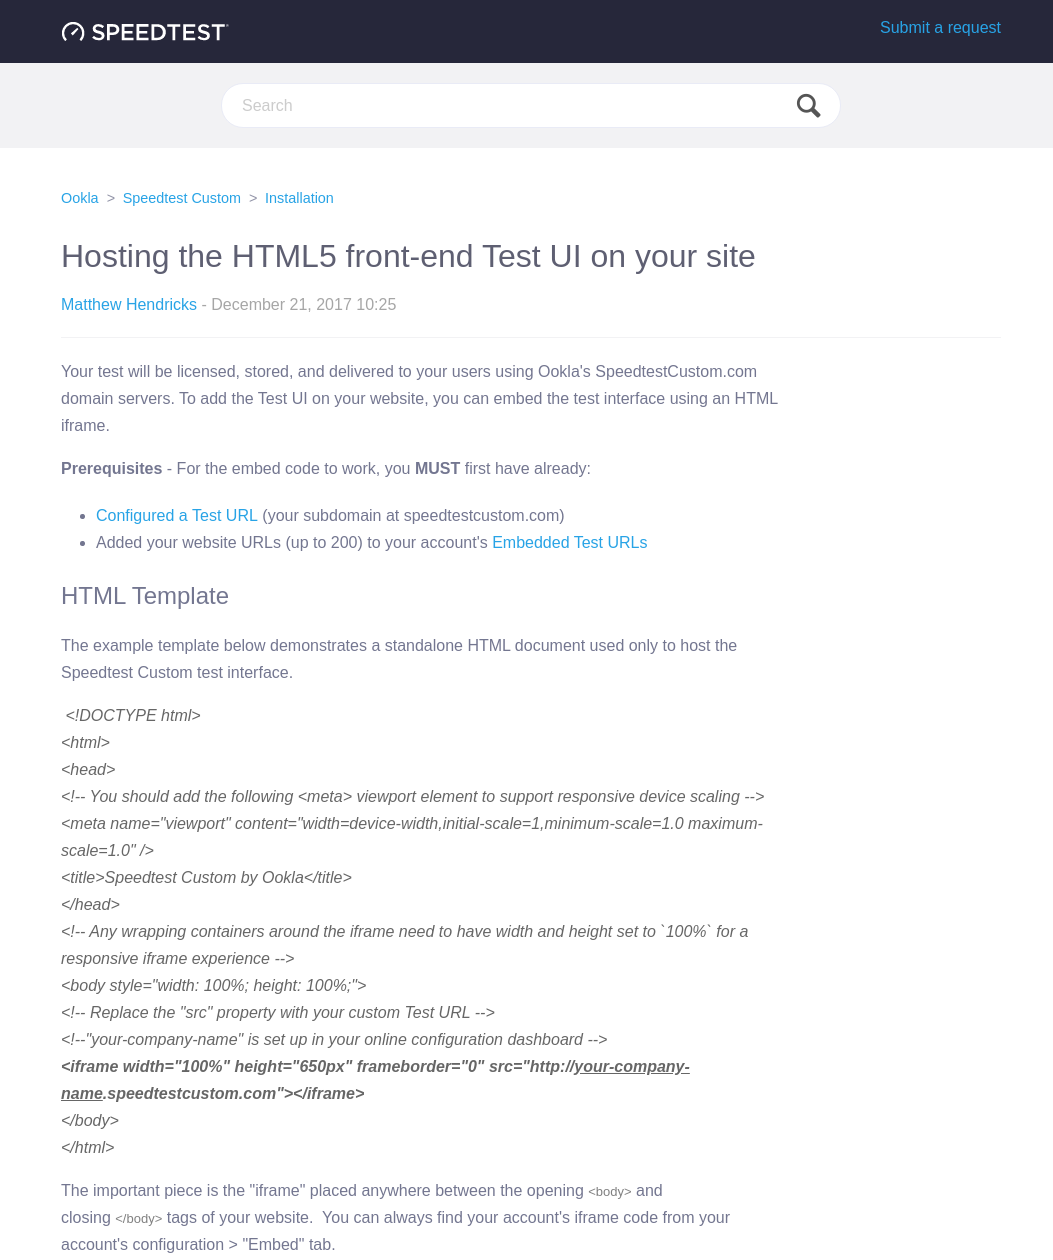 SPEEDTEST
Submit a request
Search
Ookla > Speedtest Custom > Installation
Hosting the HTML5 front-end Test UI on your site
Matthew Hendricks - December 21, 2017 10:25
Your test will be licensed, stored, and delivered to your users using Ookla's SpeedtestCustom.com
domain servers. To add the Test UI on your website, you can embed the test interface using an HTML
iframe.
Prerequisites - For the embed code to work, you MUST first have already:
• Configured a Test URL (your subdomain at speedtestcustom.com)
• Added your website URLs (up to 200) to your account's Embedded Test URLs
HTML Template
The example template below demonstrates a standalone HTML document used only to host the
Speedtest Custom test interface.
<!DOCTYPE html>
<html>
<head>
<!-- You should add the following <meta> viewport element to support responsive device scaling -->
<meta name="viewport" content="width=device-width,initial-scale=1,minimum-scale=1.0 maximum-
scale=1.0" />
<title>Speedtest Custom by Ookla</title>
</head>
<!-- Any wrapping containers around the iframe need to have width and height set to `100%` for a
responsive iframe experience -->
<body style="width: 100%; height: 100%;">
<!-- Replace the "src" property with your custom Test URL -->
<!--"your-company-name" is set up in your online configuration dashboard -->
<iframe width="100%" height="650px" frameborder="0" src="http://your-company-
name.speedtestcustom.com"></iframe>
</body>
</html>
The important piece is the "iframe" placed anywhere between the opening <body> and
closing </body> tags of your website.  You can always find your account's iframe code from your
account's configuration > "Embed" tab.